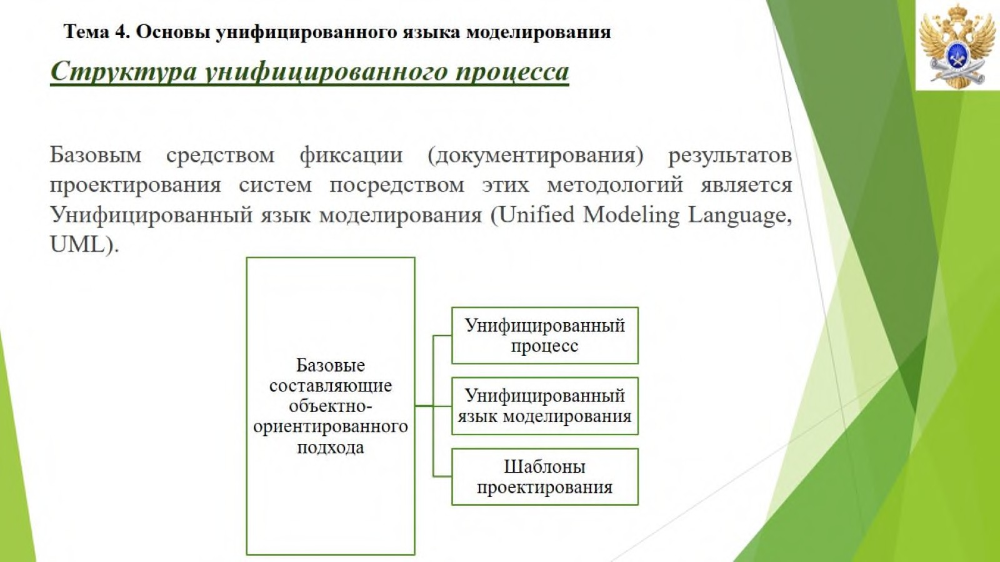 Тема 4. Основы унифицированного языка моделирования
Структура унифицированного процесса
Базовым средством фиксации (документирования) результатов
проектирования систем посредством этих методологий является
Унифицированный язык моделирования (Unified Modeling Language,
UML).
Базовые
составляющие
объектно-
ориентированного
подхода
Унифицированный
процесс
Унифицированный
язык моделирования
Шаблоны
проектирования